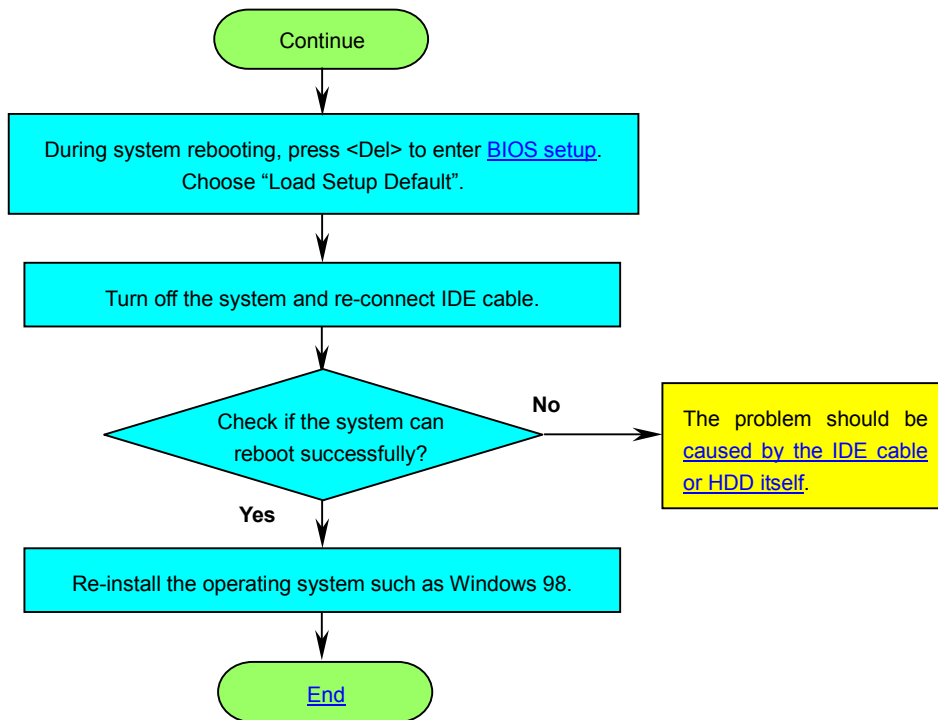 Continue
During system rebooting, press <Del> to enter BIOS setup.
Choose “Load Setup Default”.
Turn off the system and re-connect IDE cable.
Check if the system can
reboot successfully?
No
The problem should be
caused by the IDE cable
or HDD itself.
Yes
Re-install the operating system such as Windows 98.
End